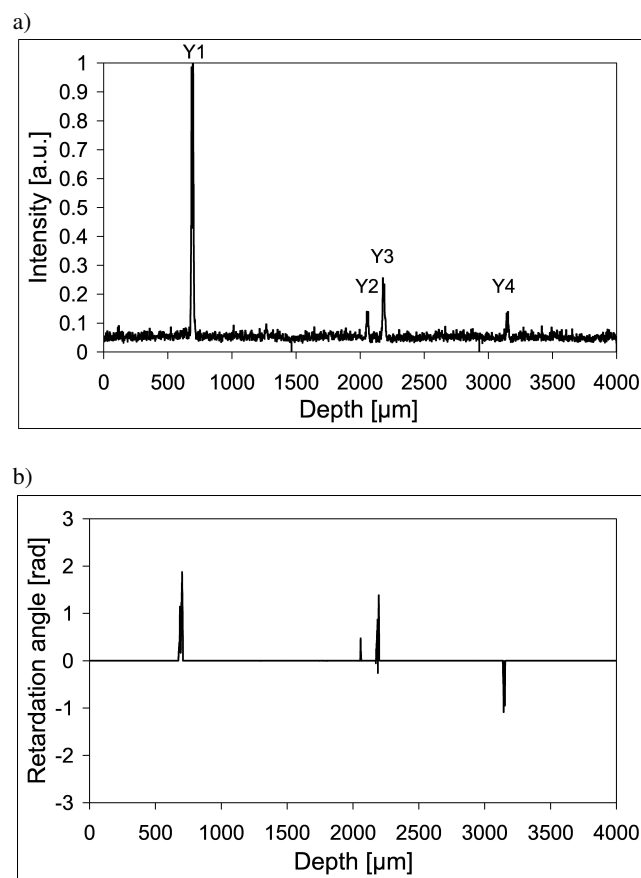 a)
Y1
1
0.9
0.8
0.7
0.6
0.5
0.4
0.3
0.2
0.1
0
Intensity [a.u.]
Y2
Y3
Y4
0 500 1000 1500 2000 2500 3000 3500 4000
Depth [µm]
b)
3
2
1
0
-1
-2
-3
Retardation angle [rad]
0 500 1000 1500 2000 2500 3000 3500 4000
Depth [µm]